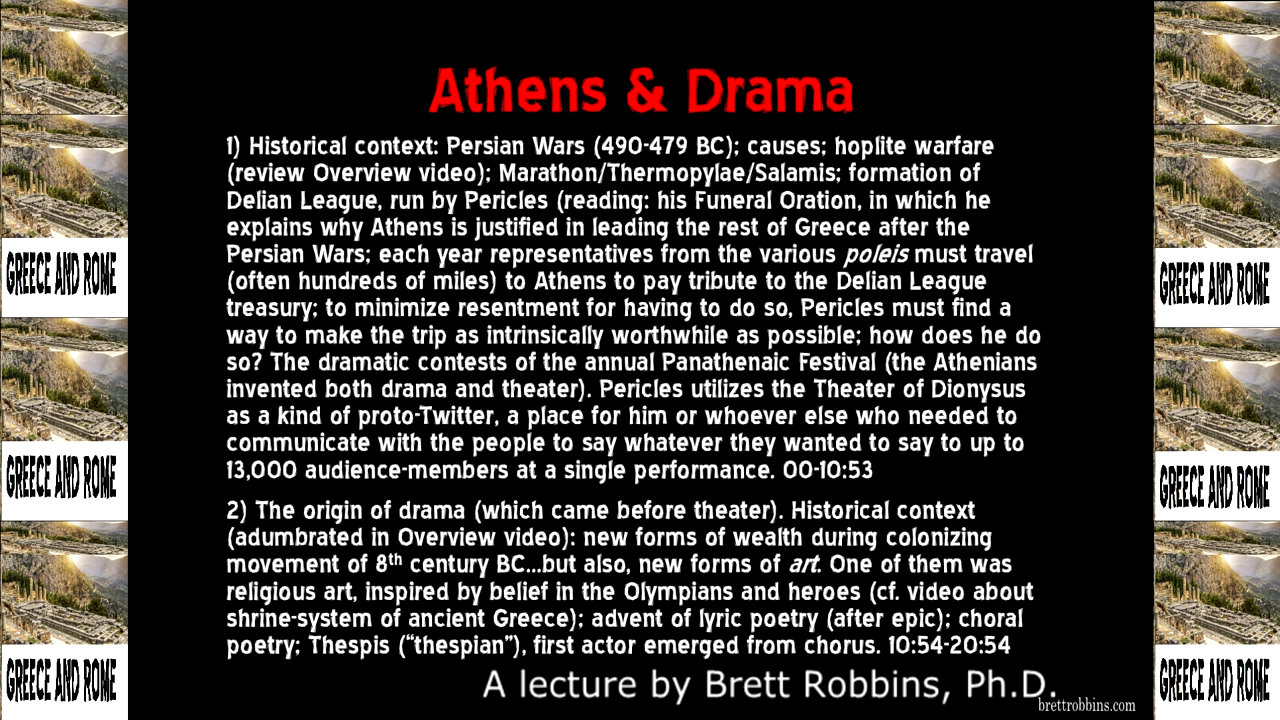 Athens & Drama
1) Historical context: Persian Wars (490-479 BC); causes; hoplite warfare
(review Overview video); Marathon/Thermopylae/Salamis; formation of
Delian League, run by Pericles (reading: his Funeral Oration, in which he
explains why Athens is justified in leading the rest of Greece after the
Persian Wars; each year representatives from the various poleis must travel
(often hundreds of miles) to Athens to pay tribute to the Delian League
treasury; to minimize resentment for having to do so, Pericles must find a
way to make the trip as intrinsically worthwhile as possible; how does he do
so? The dramatic contests of the annual Panathenaic Festival (the Athenians
invented both drama and theater). Pericles utilizes the Theater of Dionysus
as a kind of proto-Twitter, a place for him or whoever else who needed to
communicate with the people to say whatever they wanted to say to up to
13,000 audience-members at a single performance. 00-10:53
2) The origin of drama (which came before theater). Historical context
(adumbrated in Overview video): new forms of wealth during colonizing
movement of 8th century BC...but also, new forms of art. One of them was
religious art, inspired by belief in the Olympians and heroes (cf. video about
shrine-system of ancient Greece); advent of lyric poetry (after epic); choral
poetry; Thespis ("thespian"), first actor emerged from chorus. 10:54-20:54
A lecture by Brett Robbins, Ph.D.
brettrobbins.com
GREECE AND ROME
GREECE AND ROME
GREECE AND ROME
GREECE AND ROME
GREECE AND ROME
GREECE AND ROME